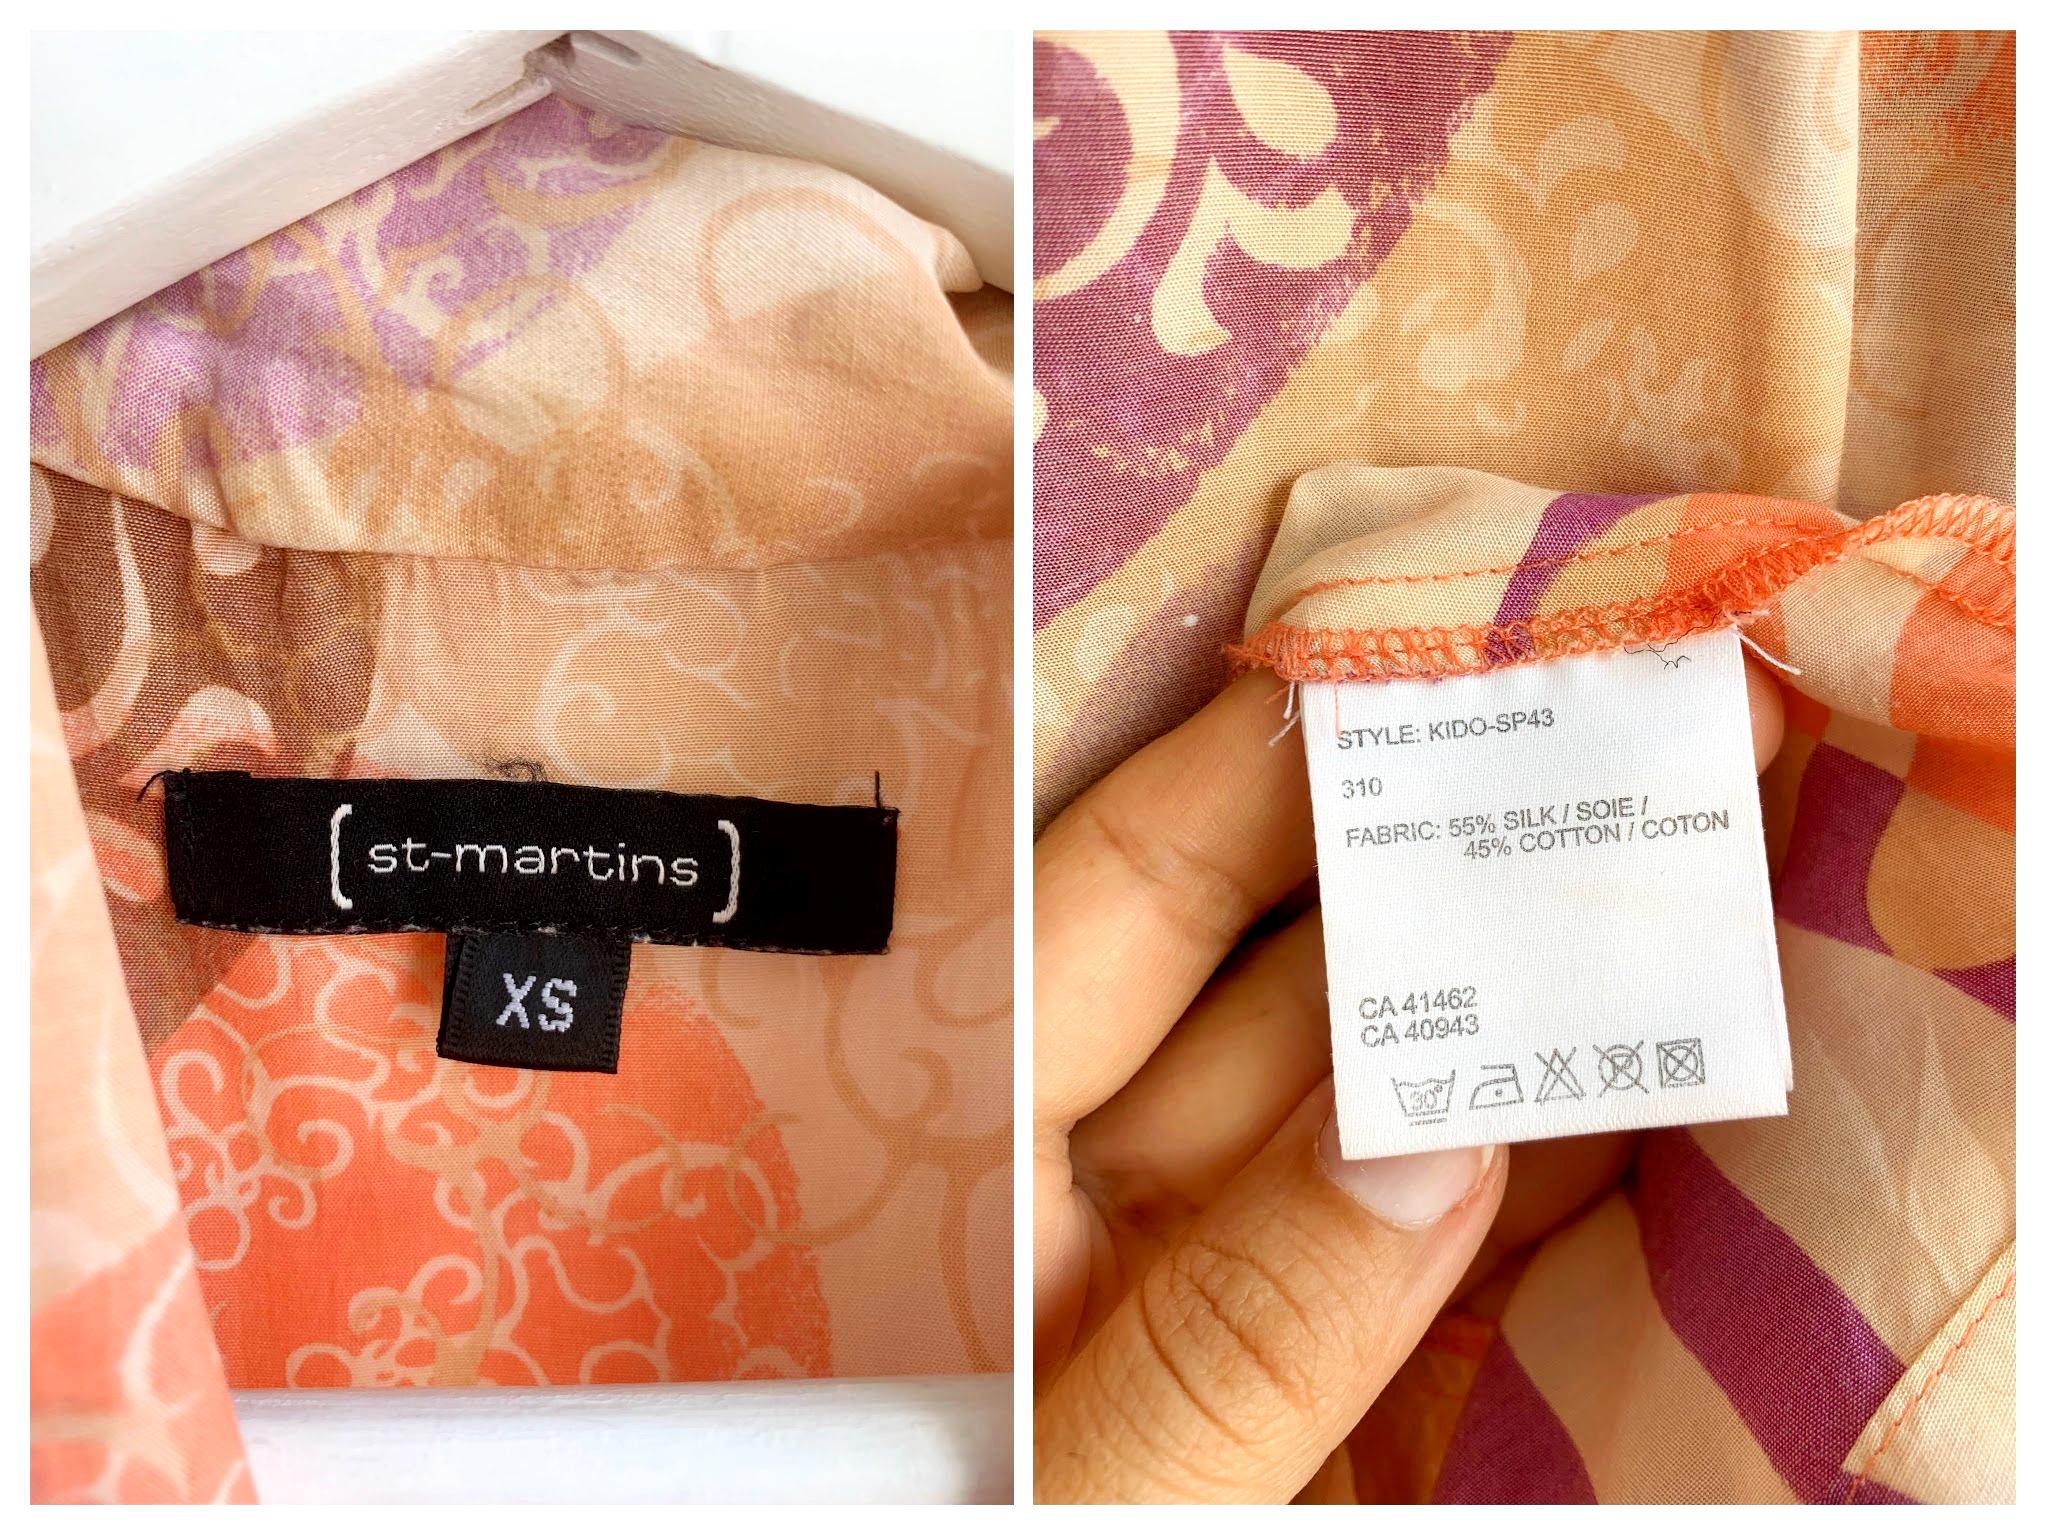 [ st-martins ]
XS
STYLE: KIDO-SP43
310
FABRIC: 55% SILK / SOIE /
45% COTTON / COTON
CA 41462
CA 40943
30°